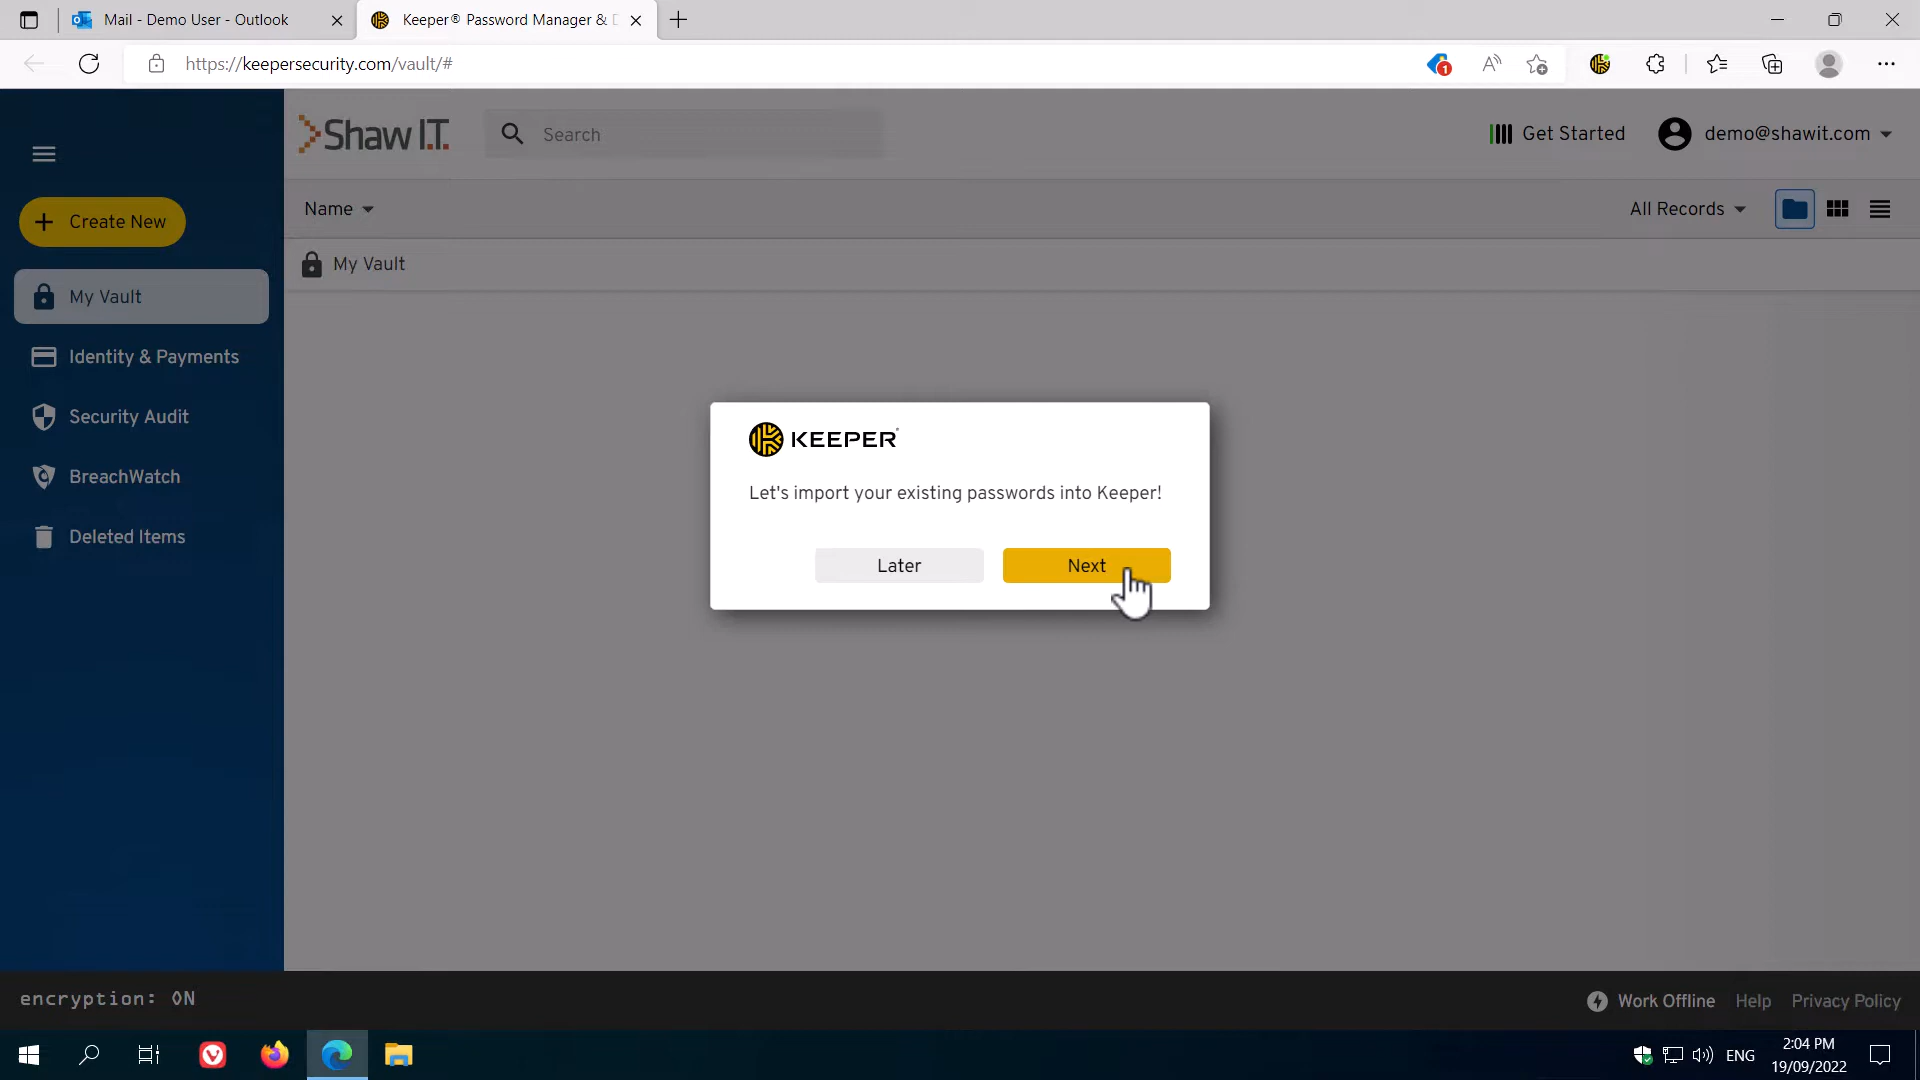 Mail - Demo User - Outlook
Keeper® Password Manager &
https://keepersecurity.com/vault/#
1
Shaw I.T.
Search
Get Started
demo@shawit.com
Create New
Name
All Records
My Vault
My Vault
Identity & Payments
Security Audit
BreachWatch
Deleted Items
KEEPER
Let's import your existing passwords into Keeper!
Later
Next
encryption: ON
Work Offline
Help
Privacy Policy
ENG
2:04 PM
19/09/2022